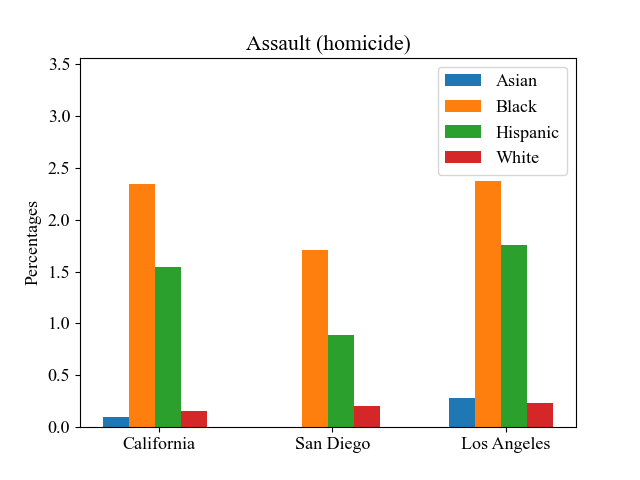 Assault (homicide)
3.5
3.0
2.5
2.0
1.5
1.0
0.5
0.0
Percentages
Asian
Black
Hispanic
White
California
San Diego
Los Angeles